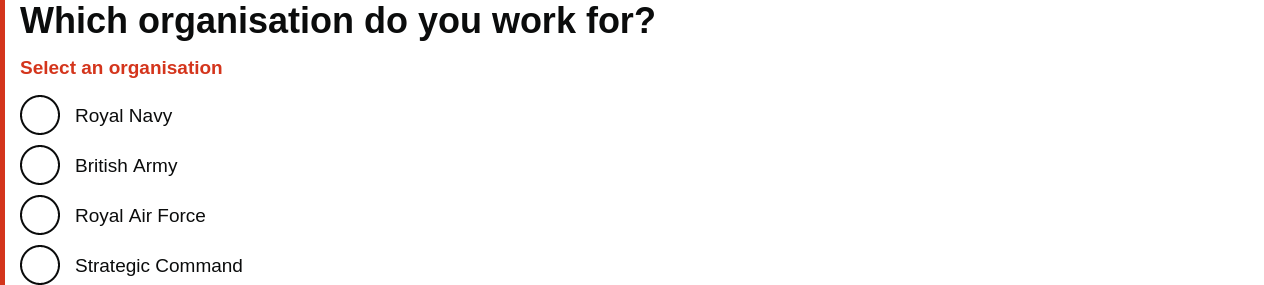 Which organisation do you work for?
Select an organisation
Royal Navy
British Army
Royal Air Force
Strategic Command